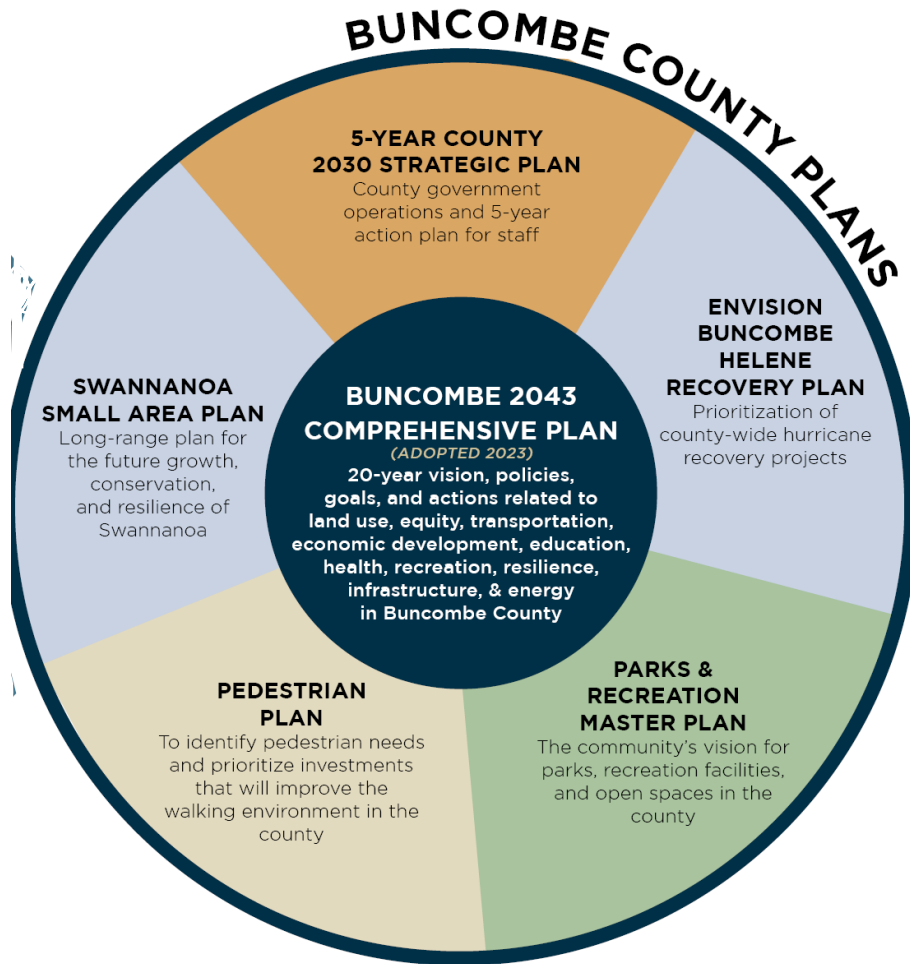 BUNCOMBE COUNTY PLANS
5-YEAR COUNTY
2030 STRATEGIC PLAN
County government
operations and 5-year
action plan for staff
ENVISION
BUNCOMBE
HELENE
RECOVERY PLAN
Prioritization of
county-wide hurricane
recovery projects
SWANNANOA
SMALL AREA PLAN
Long-range plan for
the future growth,
conservation,
and resilience of
Swannanoa
BUNCOMBE 2043
COMPREHENSIVE PLAN
(ADOPTED 2023)
20-year vision, policies,
goals, and actions related to
land use, equity, transportation,
economic development, education,
health, recreation, resilience,
infrastructure, & energy
in Buncombe County
PEDESTRIAN
PLAN
To identify pedestrian needs
and prioritize investments
that will improve the
walking environment in the
county
PARKS &
RECREATION
MASTER PLAN
The community's vision for
parks, recreation facilities,
and open spaces in the
county